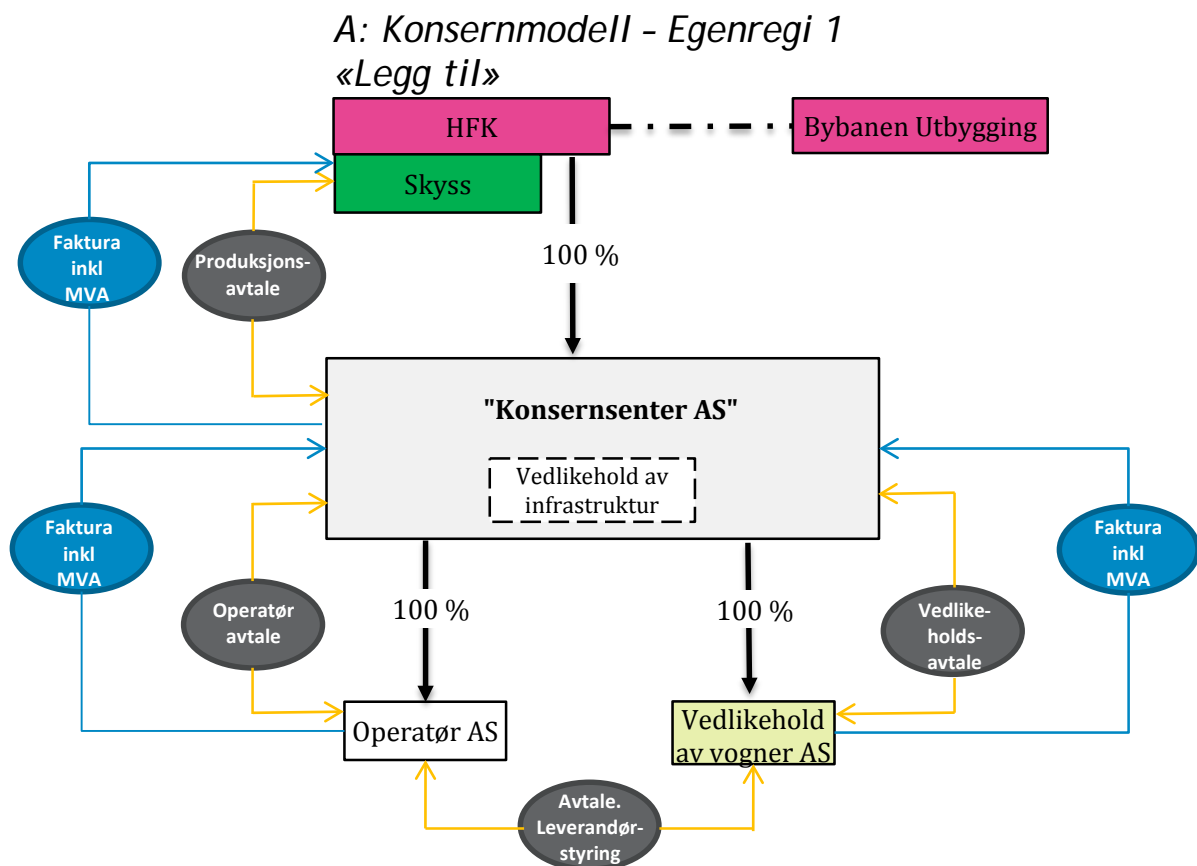 A: Konsernmodell - Egenregi 1
«Legg til»
HFK
Bybanen Utbygging
Skyss
Faktura
inkl
MVA
Produksjons-
avtale
100 %
"Konsernsenter AS"
Vedlikehold av
infrastruktur
Faktura
inkl
MVA
Faktura
inkl
MVA
Operatør
avtale
100 %
100 %
Vedlike-
holds-
avtale
Operatør AS
Vedlikehold
av vogner AS
Avtale.
Leverandør-
styring